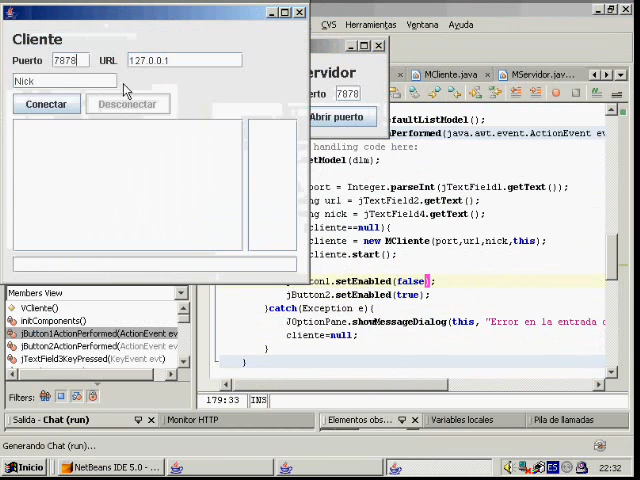 Cliente
Puerto 7878 URL 127.0.0.1
Nick
Conectar Desconectar
ervidor
erto 7878
Abrir puerto
CVS Herramientas Ventana Ayuda
MCliente.java MServidor.java...
efaultListModel();
Performed(java.awt.event.ActionEvent ev
handling code here:
etModel(dlm);
port = Integer.parseInt(jTextField1.getText());
ng url = jTextField2.getText();
ng nick = jTextField4.getText();
cliente==null){
cliente = new MCliente(port,url,nick,this);
cliente.start();
.setEnabled(false);
jButton2.setEnabled(true);
}catch(Exception e){
JOptionPane.showMessageDialog(this, "Error en la entrada
cliente=null;
}
}
Members View
VCliente()
initComponents()
jButton1ActionPerformed(ActionEvent
jButton2ActionPerformed(ActionEvent
jTextField3KeyPressed(KeyEvent evt)
Filters:
179:33 INS
Salida - Chat (run) Monitor HTTP Elementos obs... Variables locales Pila de llamadas
Generando Chat (run)...
Inicio NetBeans IDE 5.0 - ... ES 22:32